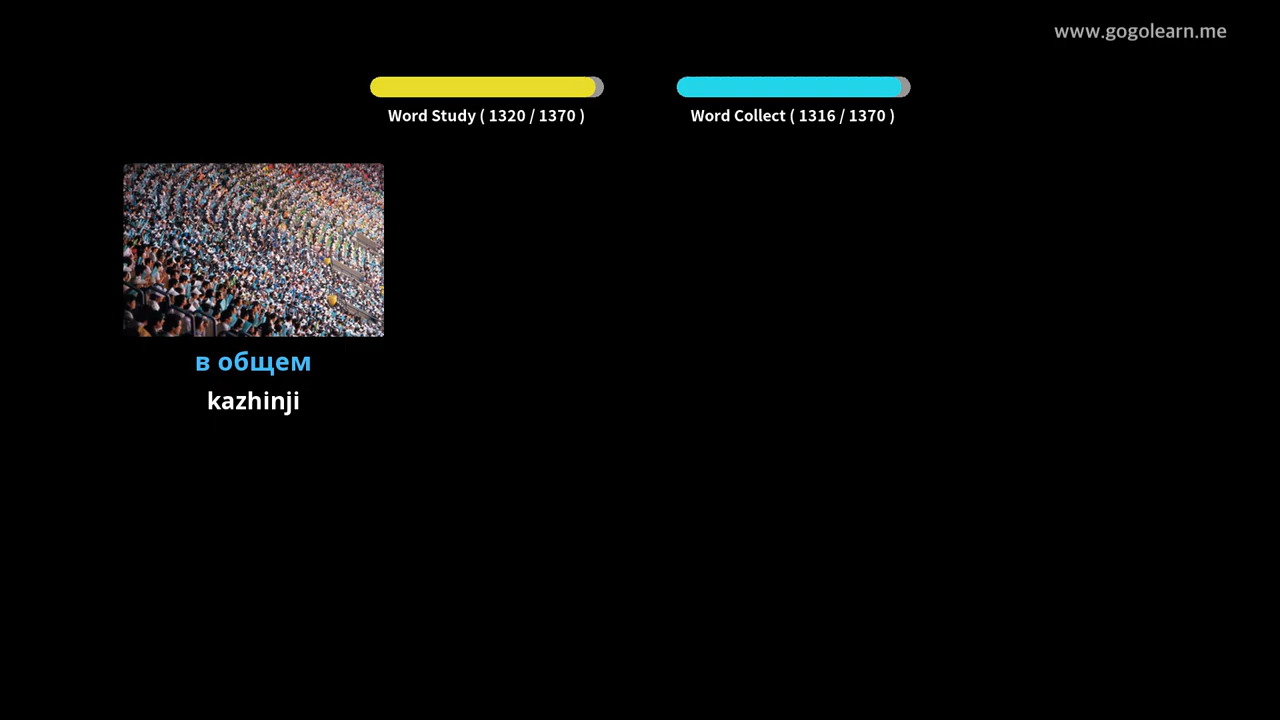 www.gogolearn.me
Word Study ( 1320 / 1370 )
Word Collect ( 1316 / 1370 )
в общем
kazhinji